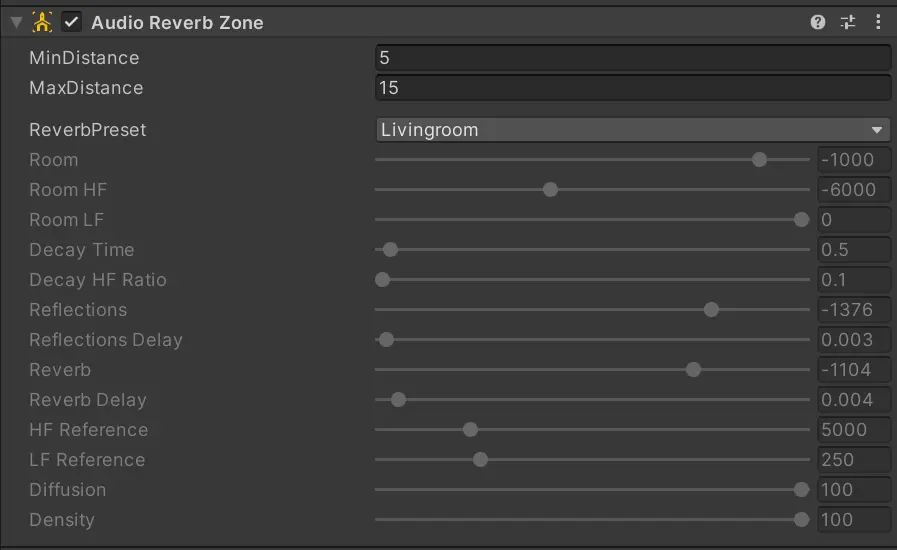 Audio Reverb Zone
MinDistance 5
MaxDistance 15
ReverbPreset Livingroom
Room -1000
Room HF -6000
Room LF 0
Decay Time 0.5
Decay HF Ratio 0.1
Reflections -1376
Reflections Delay 0.003
Reverb -1104
Reverb Delay 0.004
HF Reference 5000
LF Reference 250
Diffusion 100
Density 100